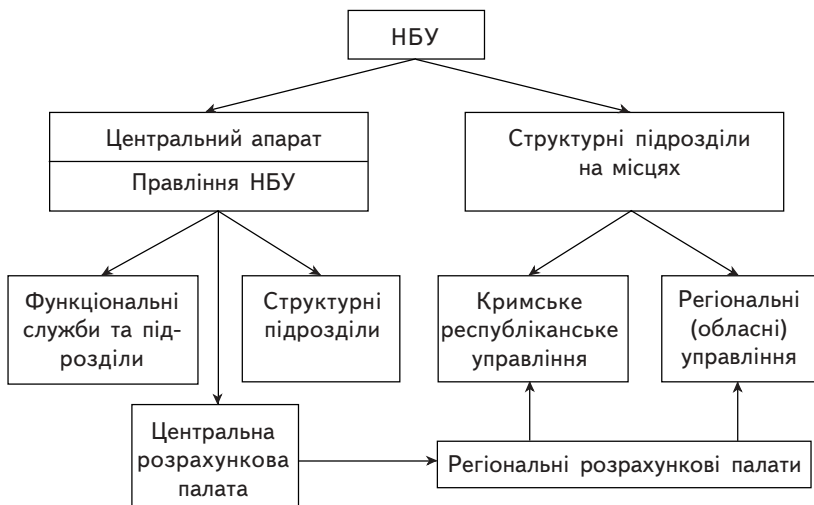 НБУ
Центральний апарат
Правління НБУ
Структурні підрозділи
на місцях
Функціональні
служби та під-
розділи
Структурні
підрозділи
Кримське
республіканське
управління
Регіональні
(обласні)
управління
Центральна
розрахункова
палата
Регіональні розрахункові палати